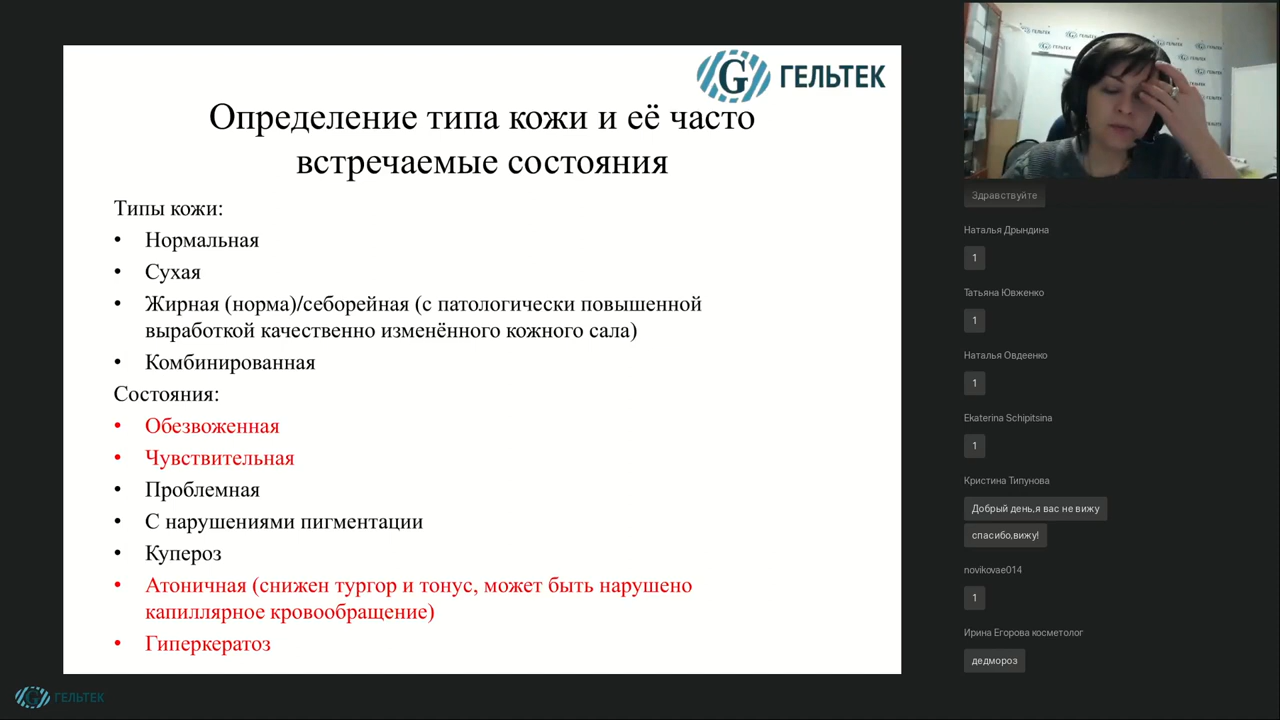 ГЕЛЬТЕК
Определение типа кожи и её часто
встречаемые состояния
Типы кожи:
• Нормальная
• Сухая
• Жирная (норма)/себорейная (с патологически повышенной
выработкой качественно изменённого кожного сала)
• Комбинированная
Состояния:
• Обезвоженная
• Чувствительная
• Проблемная
• С нарушениями пигментации
• Купероз
• Атоничная (снижен тургор и тонус, может быть нарушено
капиллярное кровообращение)
• Гиперкератоз
ГЕЛЬТЕК
Здравствуйте
Наталья Дрындина
1
Татьяна Ювженко
1
Наталья Овдеенко
1
Ekaterina Schipitsina
1
Кристина Типунова
Добрый день,я вас не вижу
спасибо,вижу!
novikovae014
1
Ирина Егорова косметолог
дедмороз